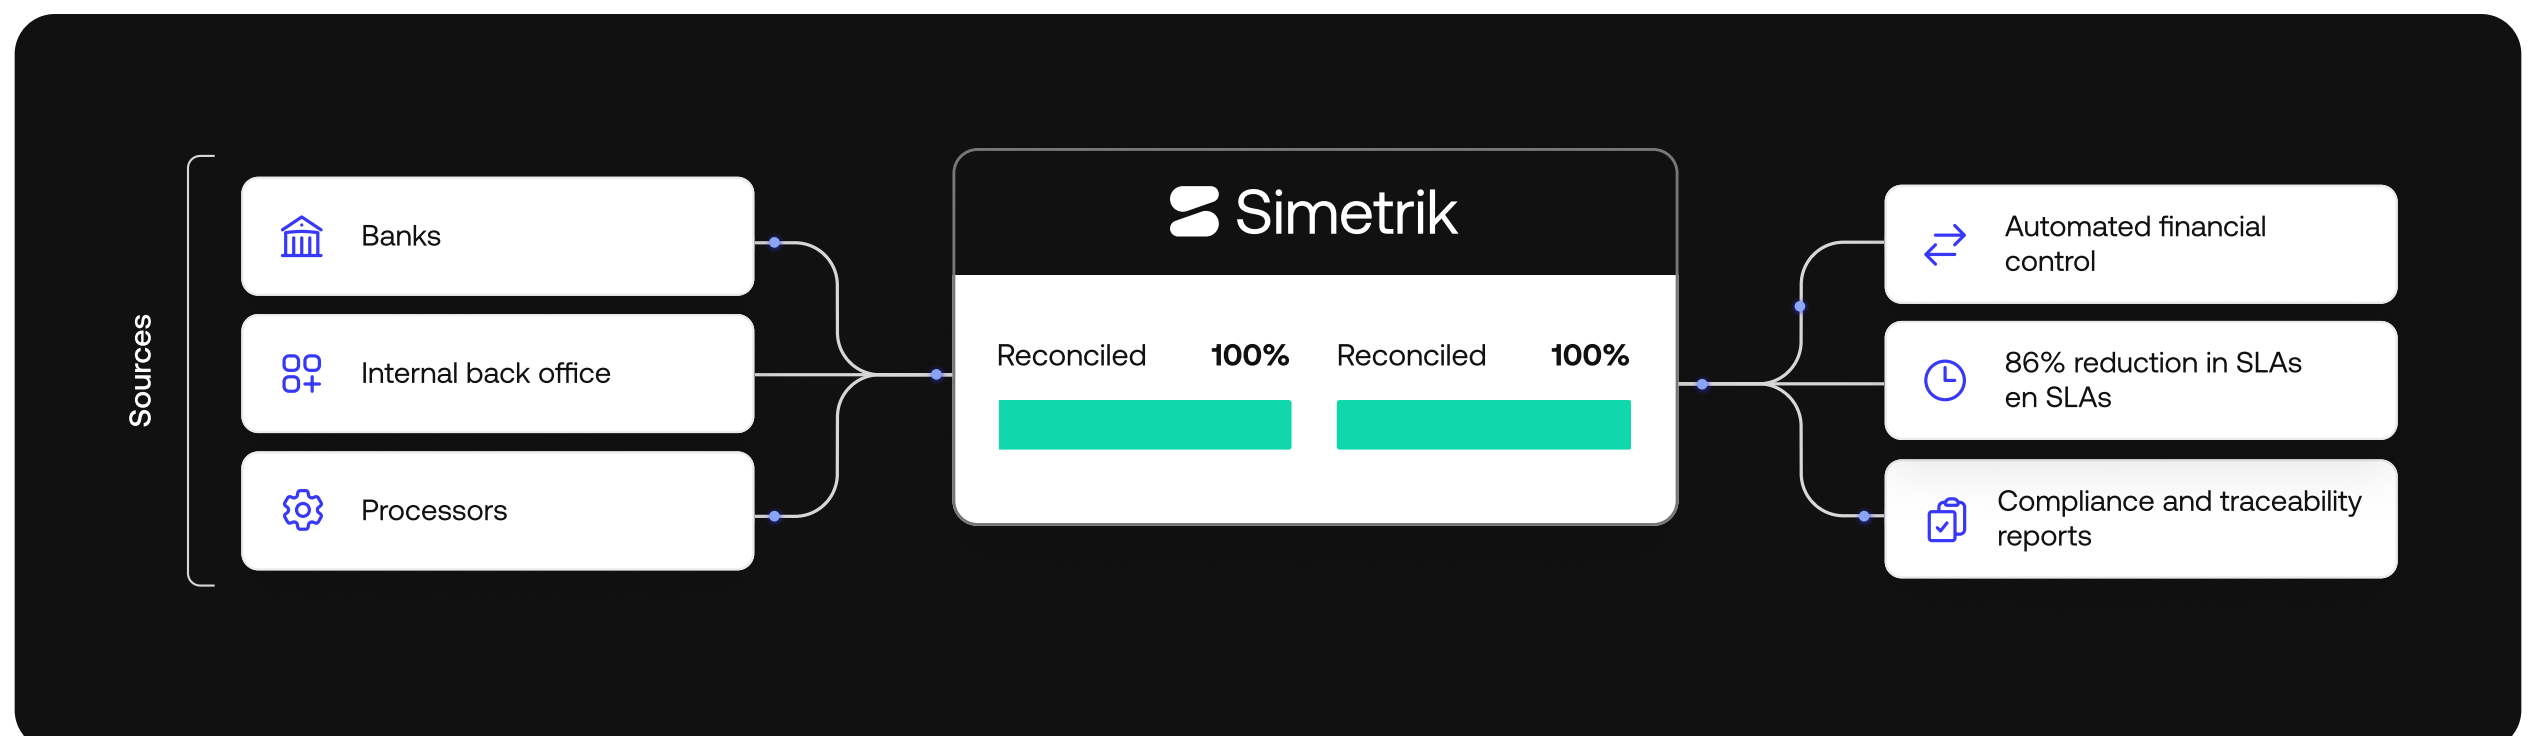 Sources
Banks
Internal back office
Processors
Simetrik
Reconciled 100% Reconciled 100%
Automated financial
control
86% reduction in SLAs
en SLAs
Compliance and traceability
reports